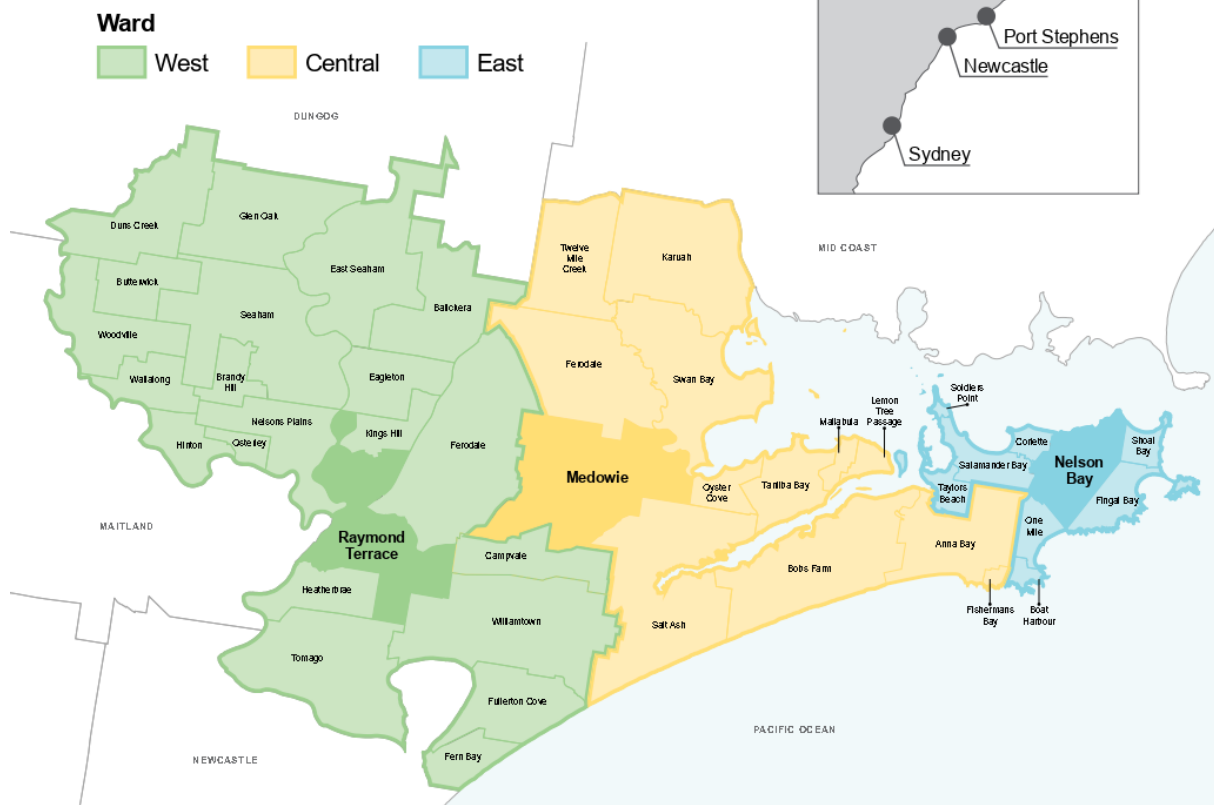 Ward
West
Central
East
Port Stephens
Newcastle
Sydney
DUNGOG
MID COAST
Duns Creek
Glen Oak
Twelve
Mile
Creek
Karuah
East Seaham
Butterwick
Balickera
Seaham
Woodville
Ferodale
Wallalong
Brandy
Hill
Eagleton
Swan Bay
Soldiers
Point
Lemon
Tree
Passage
Mallabula
Nelsons Plains
Kings Hill
Ferodale
Hinton
Osterley
Corlette
Shoal
Bay
Salamander Bay
Nelson
Bay
Medowie
Oyster
Cove
Tanilba Bay
Taylors
Beach
Fingal Bay
MAITLAND
Raymond
Terrace
One
Mile
Anna Bay
Campvale
Bobs Farm
Heatherbrae
Fishermans
Bay
Boat
Harbour
Williamtown
Salt Ash
Tomago
Fullerton Cove
PACIFIC OCEAN
Fern Bay
NEWCASTLE